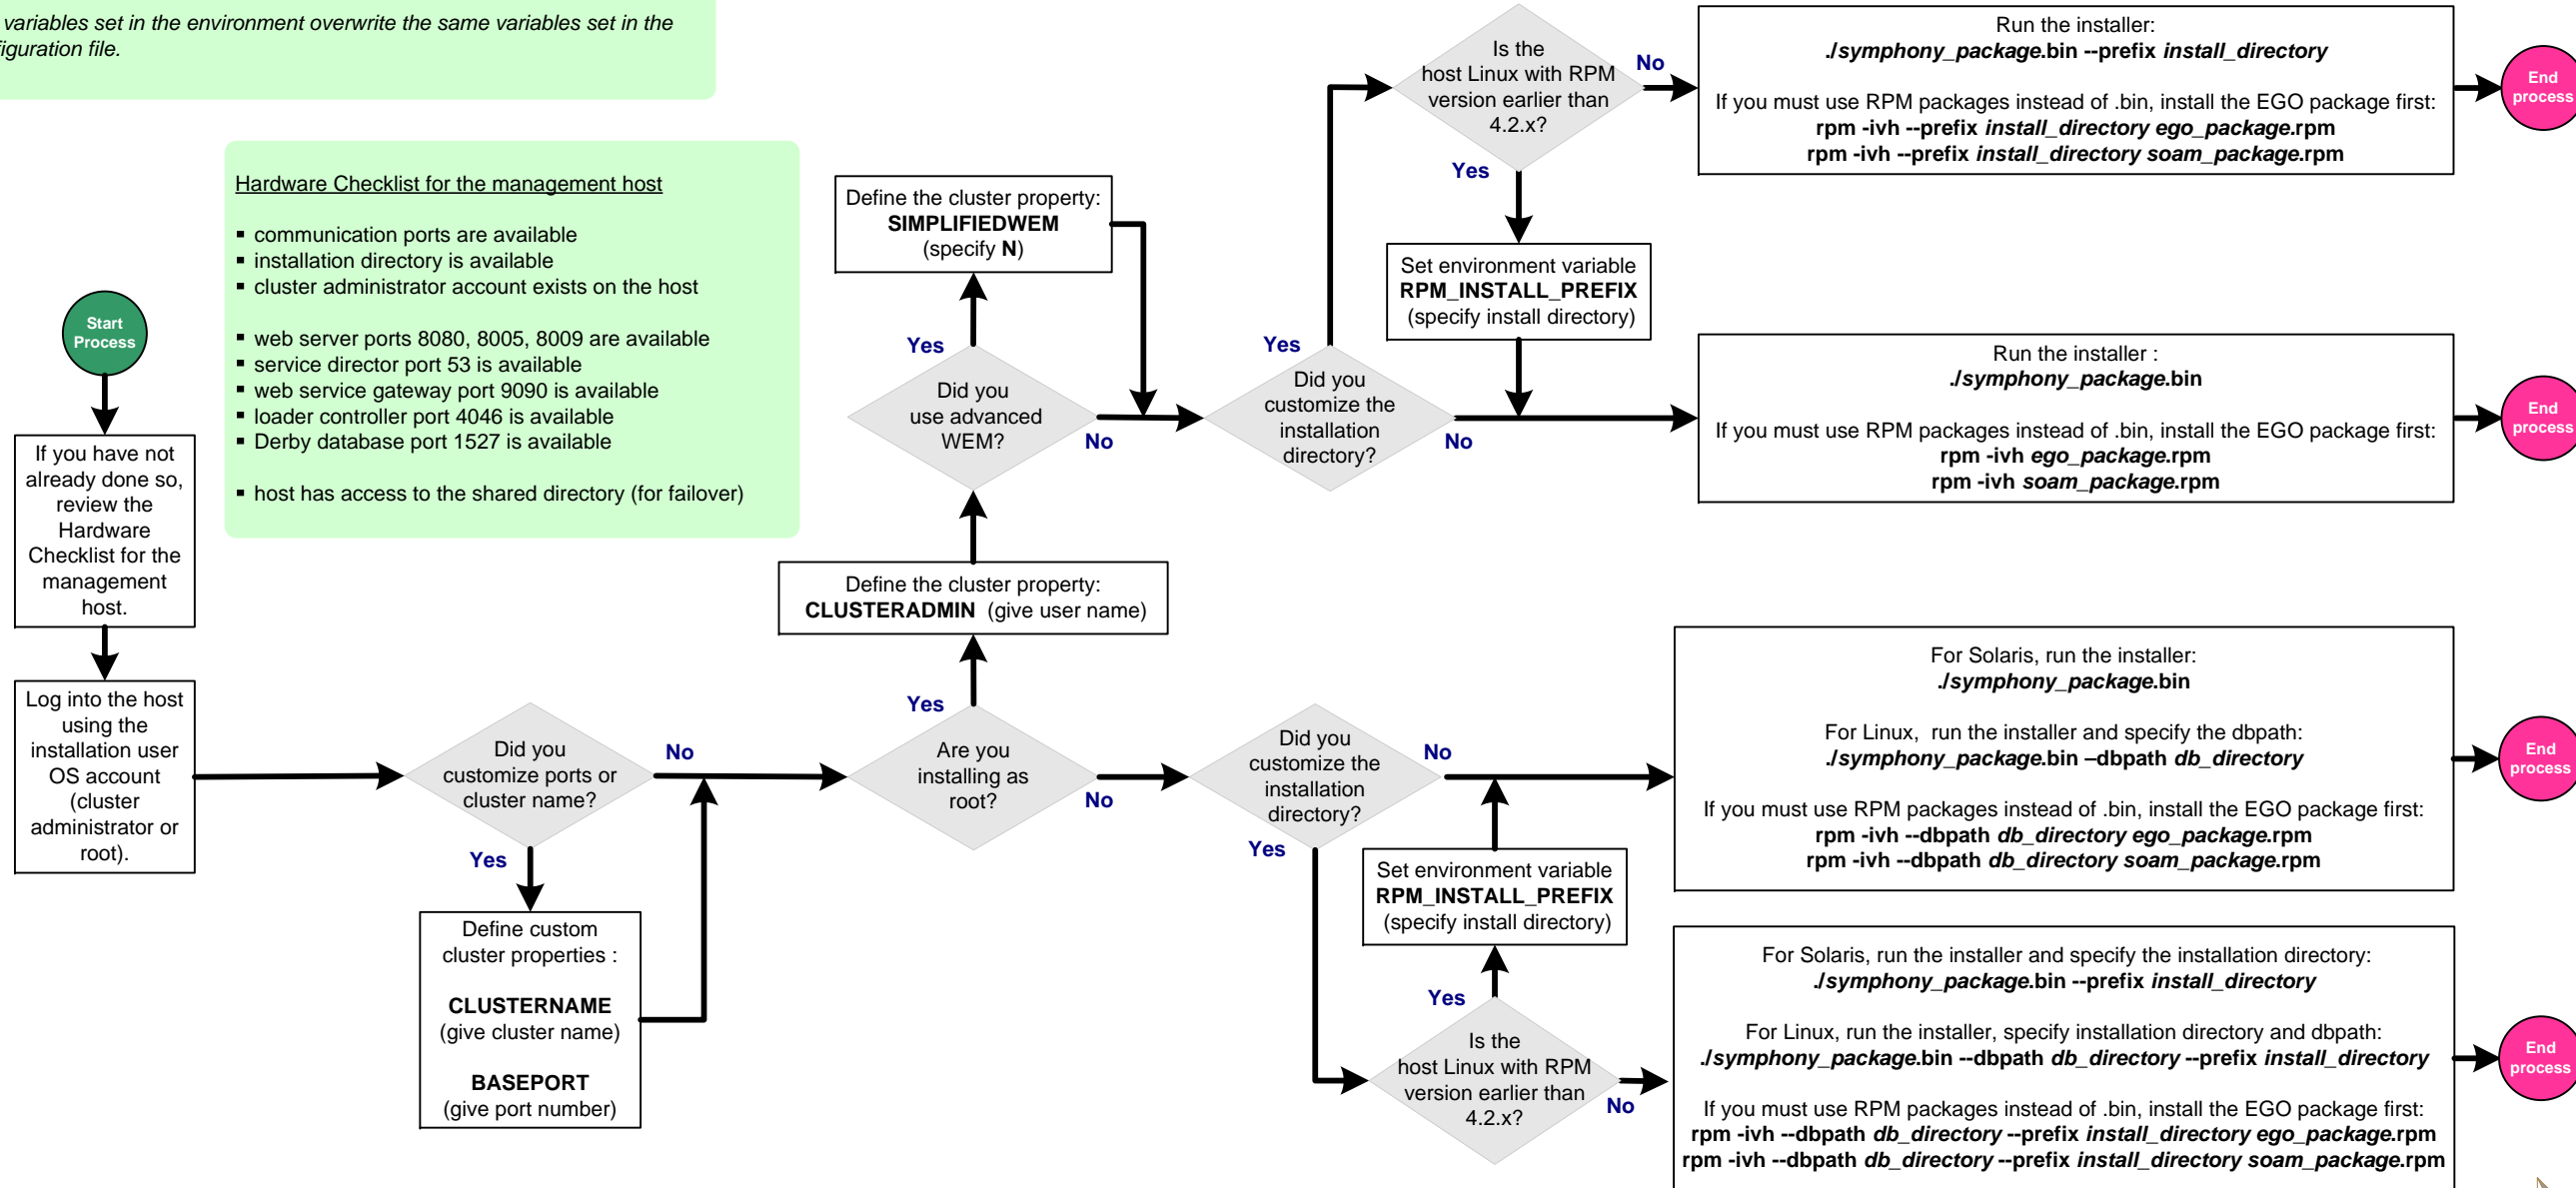 variables set in the environment overwrite the same variables set in the
figuration file.
Hardware Checklist for the management host
▪ communication ports are available
▪ installation directory is available
▪ cluster administrator account exists on the host
▪ web server ports 8080, 8005, 8009 are available
▪ service director port 53 is available
▪ web service gateway port 9090 is available
▪ loader controller port 4046 is available
▪ Derby database port 1527 is available
▪ host has access to the shared directory (for failover)
Start
Process
If you have not
already done so,
review the
Hardware
Checklist for the
management
host.
Log into the host
using the
installation user
OS account
(cluster
administrator or
root).
Did you
customize ports or
cluster name?
No
Yes
Define custom
cluster properties :
CLUSTERNAME
(give cluster name)
BASEPORT
(give port number)
Are you
installing as
root?
Yes
No
Define the cluster property:
CLUSTERADMIN (give user name)
Did you
use advanced
WEM?
Yes
No
Define the cluster property:
SIMPLIFIEDWEM
(specify N)
Did you
customize the
installation
directory?
Yes
No
Is the
host Linux with RPM
version earlier than
4.2.x?
No
Yes
Set environment variable
RPM_INSTALL_PREFIX
(specify install directory)
Run the installer:
./symphony_package.bin --prefix install_directory
If you must use RPM packages instead of .bin, install the EGO package first:
rpm -ivh --prefix install_directory ego_package.rpm
rpm -ivh --prefix install_directory soam_package.rpm
End
process
Run the installer :
./symphony_package.bin
If you must use RPM packages instead of .bin, install the EGO package first:
rpm -ivh ego_package.rpm
rpm -ivh soam_package.rpm
End
process
Did you
customize the
installation
directory?
No
Yes
Set environment variable
RPM_INSTALL_PREFIX
(specify install directory)
Yes
Is the
host Linux with RPM
version earlier than
4.2.x?
No
For Solaris, run the installer:
./symphony_package.bin
For Linux, run the installer and specify the dbpath:
./symphony_package.bin –dbpath db_directory
If you must use RPM packages instead of .bin, install the EGO package first:
rpm -ivh --dbpath db_directory ego_package.rpm
rpm -ivh --dbpath db_directory soam_package.rpm
End
process
For Solaris, run the installer and specify the installation directory:
./symphony_package.bin --prefix install_directory
For Linux, run the installer, specify installation directory and dbpath:
./symphony_package.bin --dbpath db_directory --prefix install_directory
If you must use RPM packages instead of .bin, install the EGO package first:
rpm -ivh --dbpath db_directory --prefix install_directory ego_package.rpm
rpm -ivh --dbpath db_directory --prefix install_directory soam_package.rpm
End
process